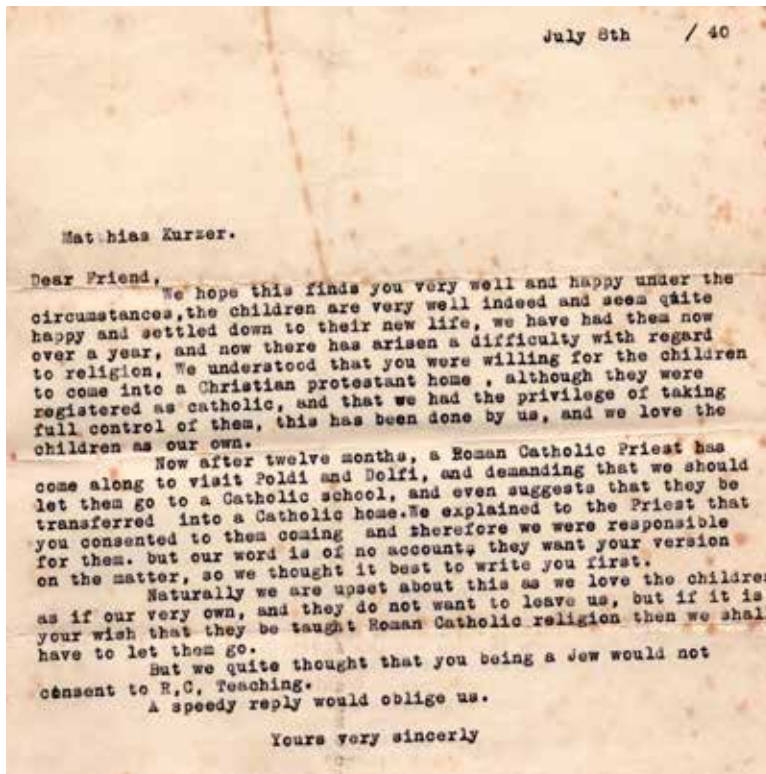 July 8th / 40
Matthias Kurzer.
Dear Friend,
We hope this finds you very well and happy under the
circumstances,the children are very well indeed and seem quite
happy and settled down to their new life, we have had them now
over a year, and now there has arisen a difficulty with regard
to religion, We understood that you were willing for the children
to come into a Christian protestant home , although they were
registered as catholic, and that we had the privilege of taking
full control of them, this has been done by us, and we love the
children as our own.
Now after twelve months, a Roman Catholic Priest has
come along to visit Poldi and Dolfi, and demanding that we should
let them go to a Catholic school, and even suggests that they be
transferred into a Catholic home.We explained to the Priest that
you consented to them coming and therefore we were responsible
for them. but our word is of no account, they want your version
on the matter, so we thought it best to write you first.
Naturally we are upset about this as we love the children
as if our very own, and they do not want to leave us, but if it is
your wish that they be taught Roman Catholic religion then we shall
have to let them go.
But we quite thought that you being a Jew would not
consent to R,C, Teaching.
A speedy reply would oblige us.
Yours very sincerly